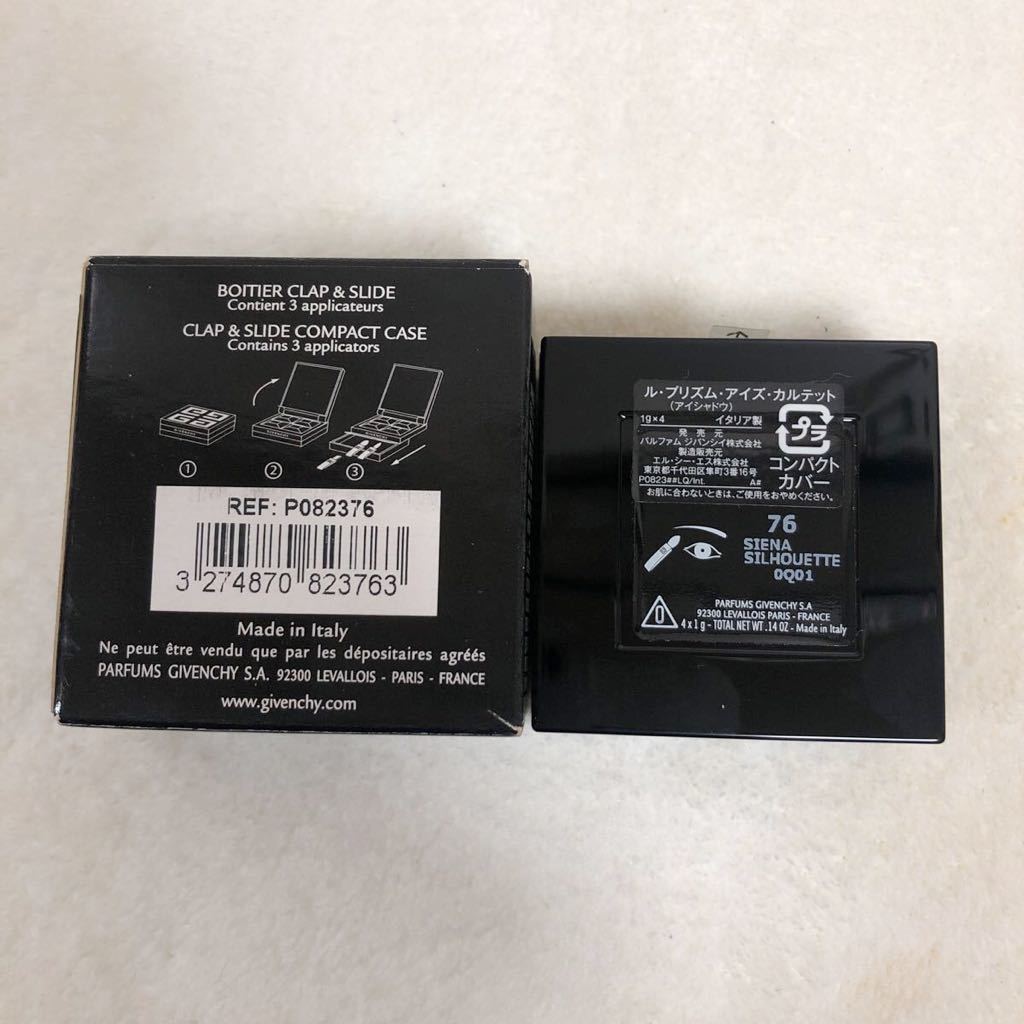 BOITIER CLAP & SLIDE
Contient 3 applicateurs
CLAP & SLIDE COMPACT CASE
Contains 3 applicators
GIVENCHY
① ② ③
REF: P082376
3 274870 823763
Made in Italy
Ne peut être vendu que par les dépositaires agréés
PARFUMS GIVENCHY S.A. 92300 LEVALLOIS - PARIS - FRANCE
www.givenchy.com
ル・プリズム・アイズ・カルテット
(アイシャドウ)
1g×4 イタリア製
発売元
パルファム ジバンシイ株式会社
製造販売元
エル・シー・エス株式会社
東京都千代田区隼町3番16号
P0823##LQ/Int. A#
お肌に合わないときは、ご使用をおやめください。
プラ
コンパクト
カバー
76
SIENA
SILHOUETTE
0Q01
PARFUMS GIVENCHY S.A
92300 LEVALLOIS PARIS - FRANCE
4 x 1 g - TOTAL NET WT .14 OZ - Made in Italy